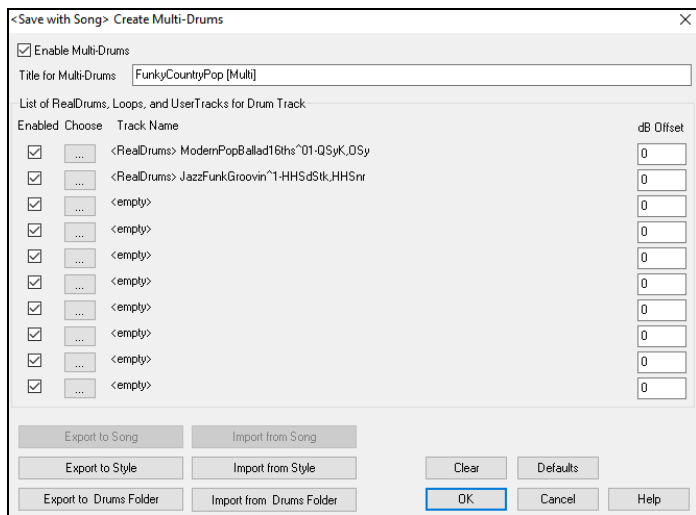 <Save with Song> Create Multi-Drums
Enable Multi-Drums
Title for Multi-Drums FunkyCountryPop [Multi]
List of RealDrums, Loops, and UserTracks for Drum Track
Enabled Choose Track Name dB Offset
... <RealDrums> ModernPopBallad16ths^01-QSyK,OSy 0
... <RealDrums> JazzFunkGroovin^1-HHSdStk,HHSnr 0
... <empty> 0
... <empty> 0
... <empty> 0
... <empty> 0
... <empty> 0
... <empty> 0
... <empty> 0
... <empty> 0
Export to Song Import from Song
Export to Style Import from Style Clear Defaults
Export to Drums Folder Import from Drums Folder OK Cancel Help